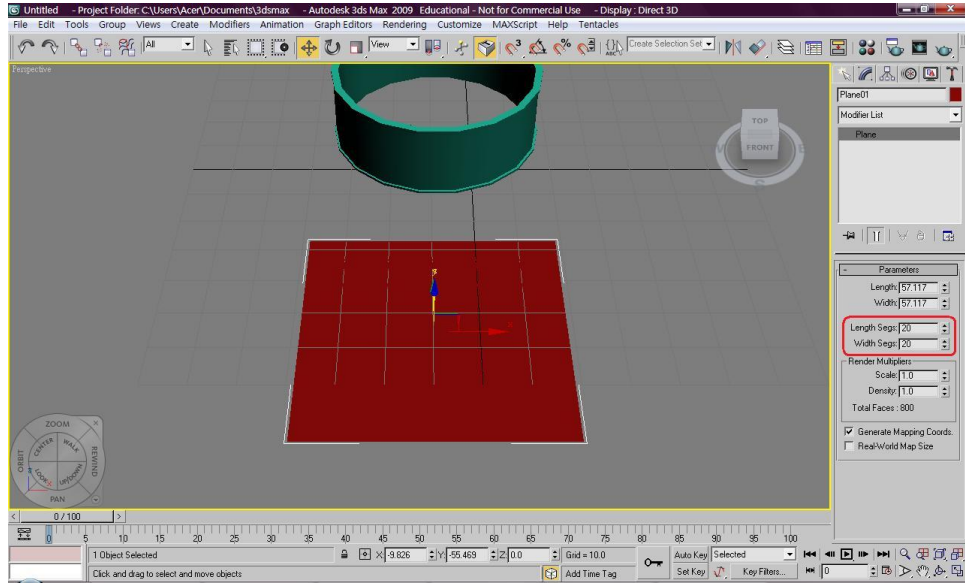 Untitled - Project Folder: C:\Users\Acer\Documents\3dsmax - Autodesk 3ds Max 2009 Educational - Not for Commercial Use - Display : Direct 3D
File Edit Tools Group Views Create Modifiers Animation Graph Editors Rendering Customize MAXScript Help Tentacles
All View Create Selection Set
Perspective
Plane01
Modifier List
Plane
TOP
FRONT
S
Parameters
Length: 57.117
Width: 57.117
Length Segs: 20
Width Segs: 20
Render Multipliers
Scale: 1.0
Density: 1.0
Total Faces : 800
Generate Mapping Coords.
Real-World Map Size
ZOOM
CENTER WALK
ORBIT REWIND
LOOK UP/DOWN
PAN
0 / 100
0 5 10 15 20 25 30 35 40 45 50 55 60 65 70 75 80 85 90 95 100
1 Object Selected X: -9.826 Y: -55.469 Z: 0.0 Grid = 10.0 Auto Key Selected
Click and drag to select and move objects Add Time Tag Set Key Key Filters... 0